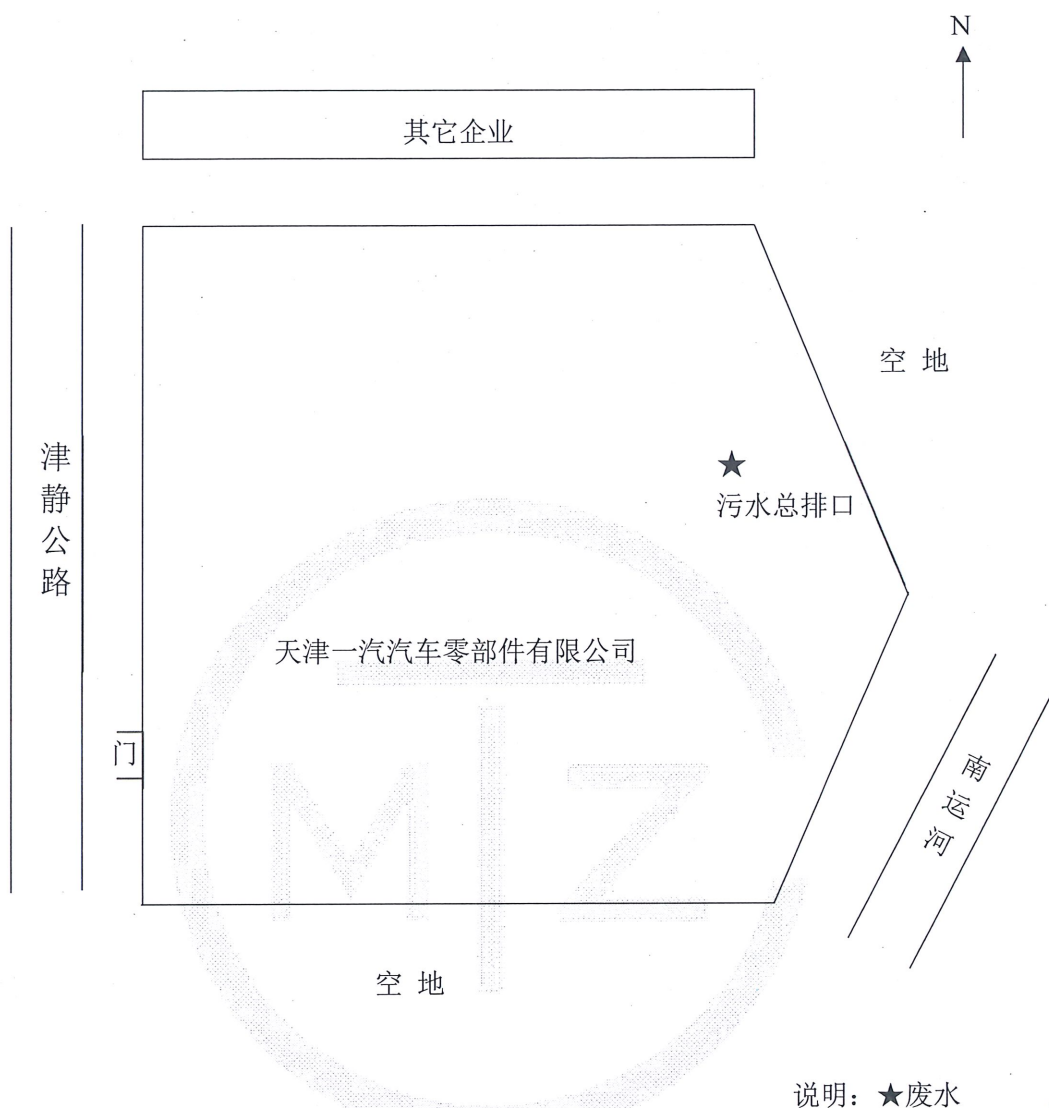 N
其它企业
空 地
津静公路
污水总排口
天津一汽汽车零部件有限公司
门
南运河
空 地
说明：★废水
MTZ